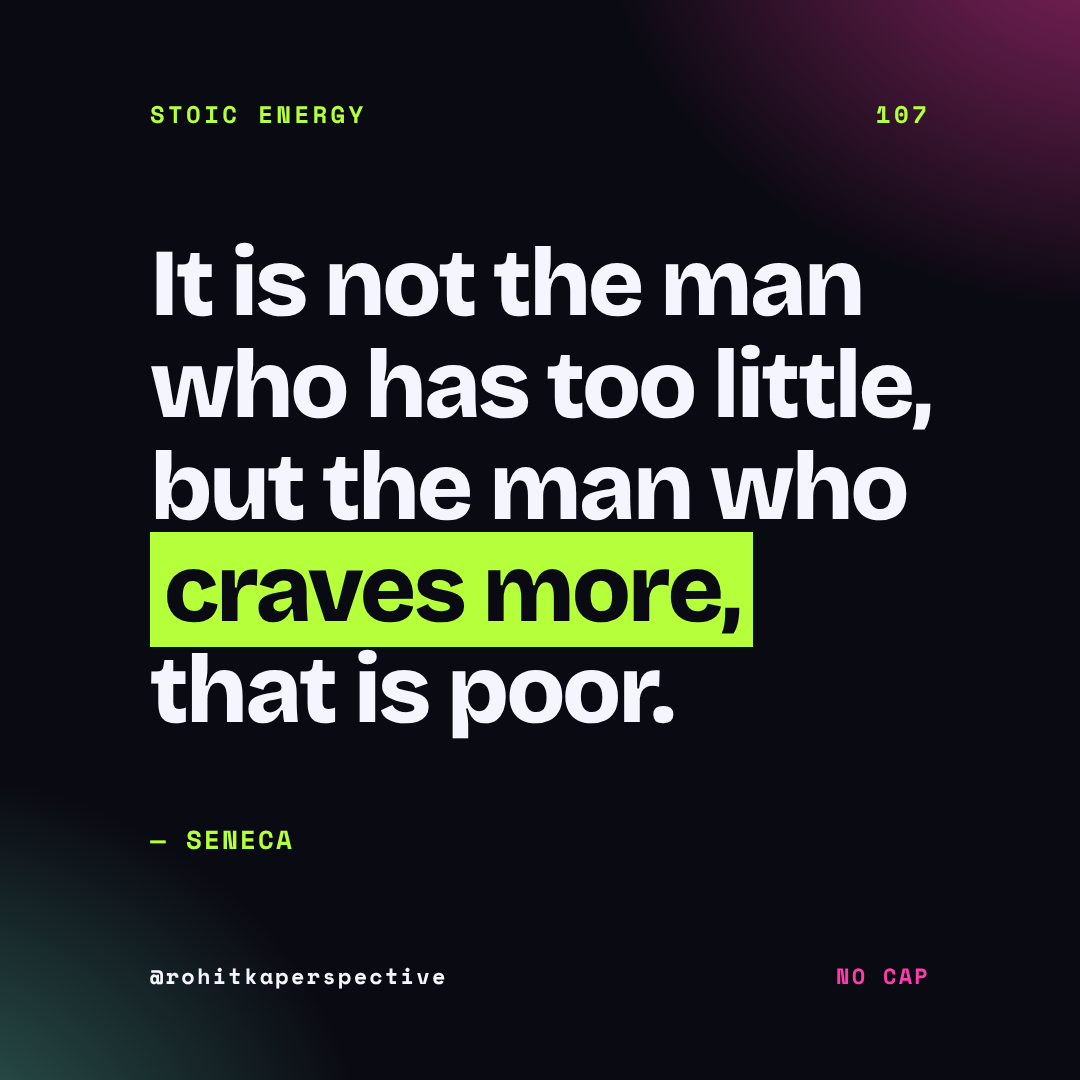 STOIC ENERGY
107
It is not the man
who has too little,
but the man who
craves more,
that is poor.
— SENECA
@rohitkaperspective
NO CAP